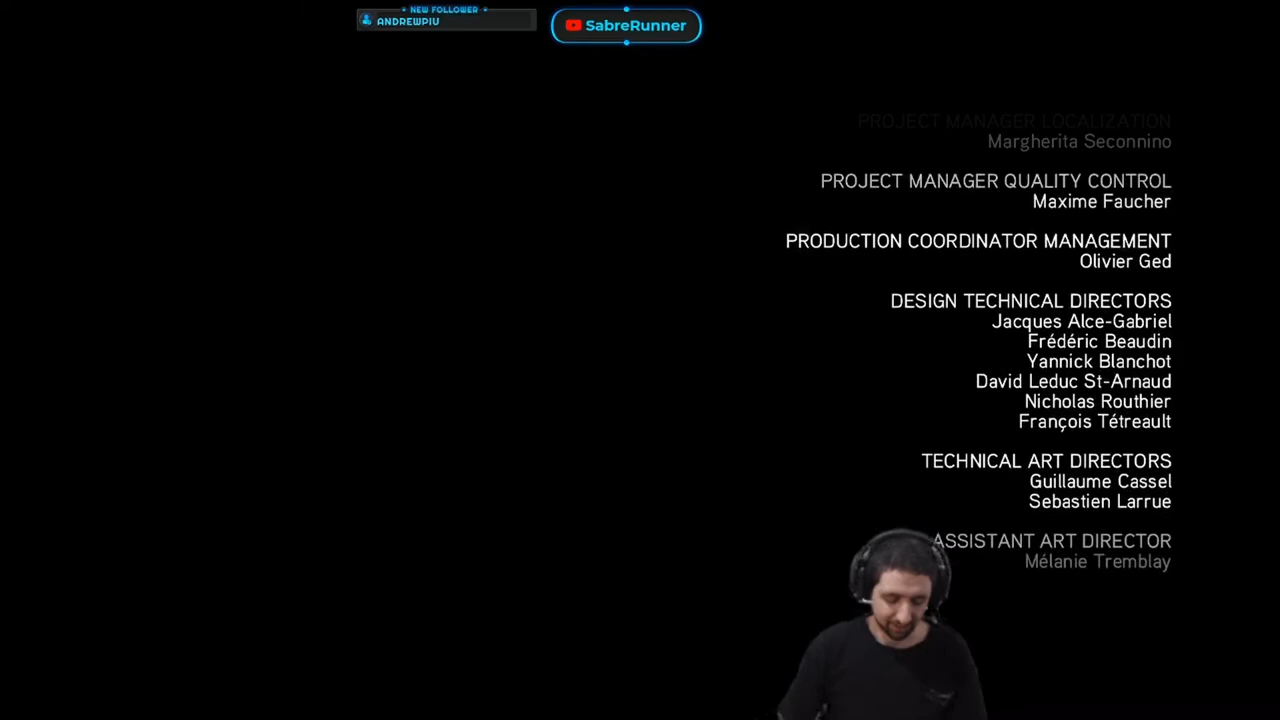 NEW FOLLOWER
ANDREWPIU
SabreRunner
PROJECT MANAGER LOCALIZATION
Margherita Seconnino
PROJECT MANAGER QUALITY CONTROL
Maxime Faucher
PRODUCTION COORDINATOR MANAGEMENT
Olivier Ged
DESIGN TECHNICAL DIRECTORS
Jacques Alce-Gabriel
Frédéric Beaudin
Yannick Blanchot
David Leduc St-Arnaud
Nicholas Routhier
François Tétreault
TECHNICAL ART DIRECTORS
Guillaume Cassel
Sebastien Larrue
ASSISTANT ART DIRECTOR
Mélanie Tremblay